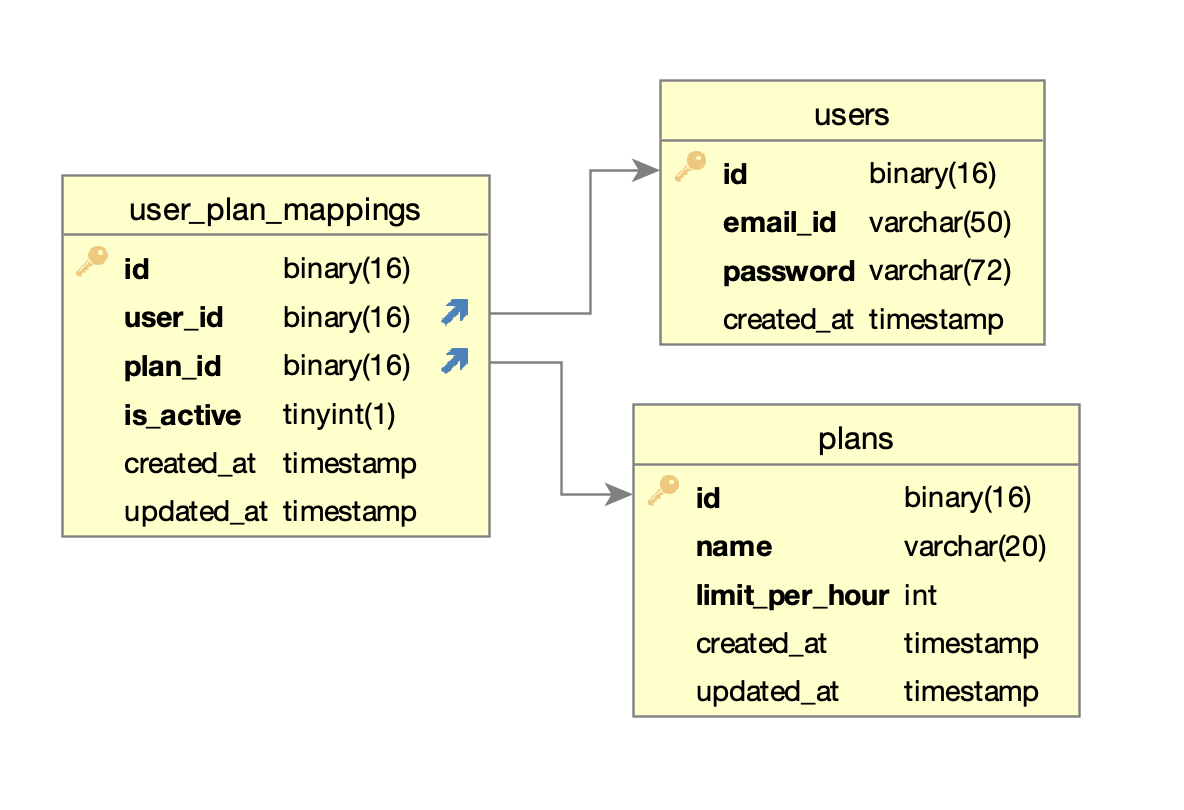 user_plan_mappings
id binary(16)
user_id binary(16)
plan_id binary(16)
is_active tinyint(1)
created_at timestamp
updated_at timestamp
users
id binary(16)
email_id varchar(50)
password varchar(72)
created_at timestamp
plans
id binary(16)
name varchar(20)
limit_per_hour int
created_at timestamp
updated_at timestamp